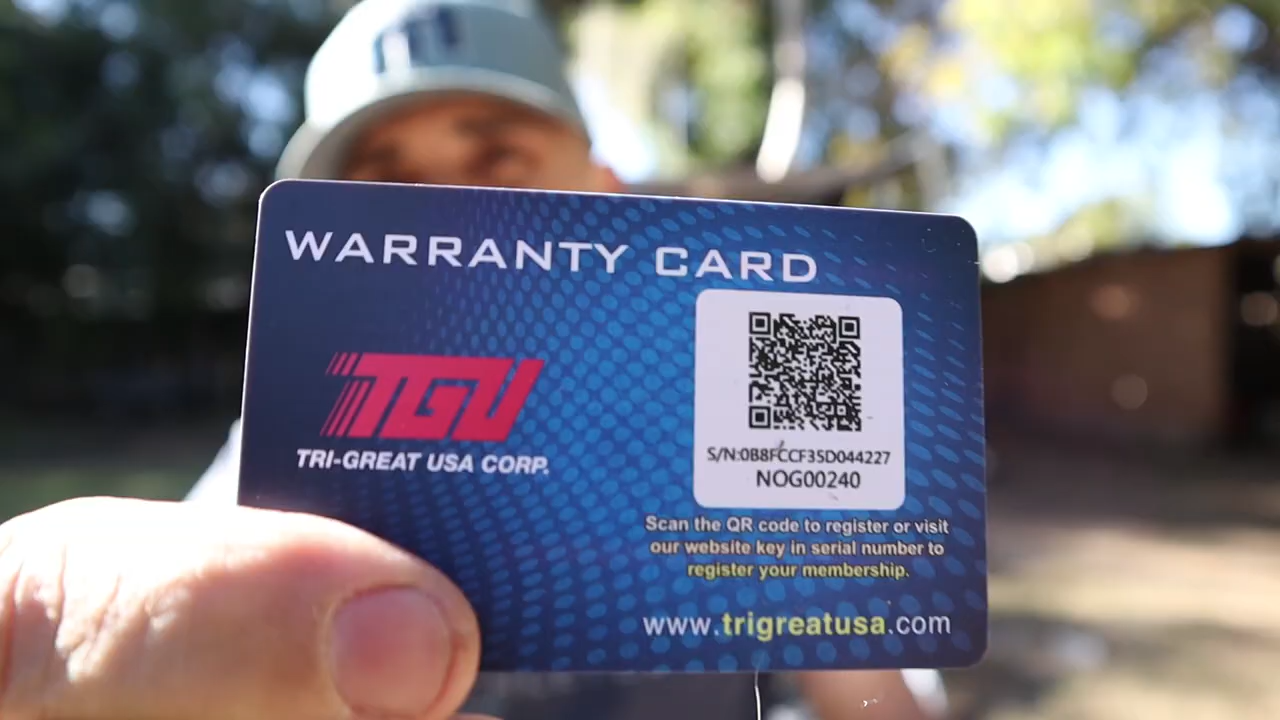 WARRANTY CARD
TGU
TRI-GREAT USA CORP.
S/N:0B8FCCF35D044227
NOG00240
Scan the QR code to register or visit
our website key in serial number to
register your membership.
www.trigreatusa.com